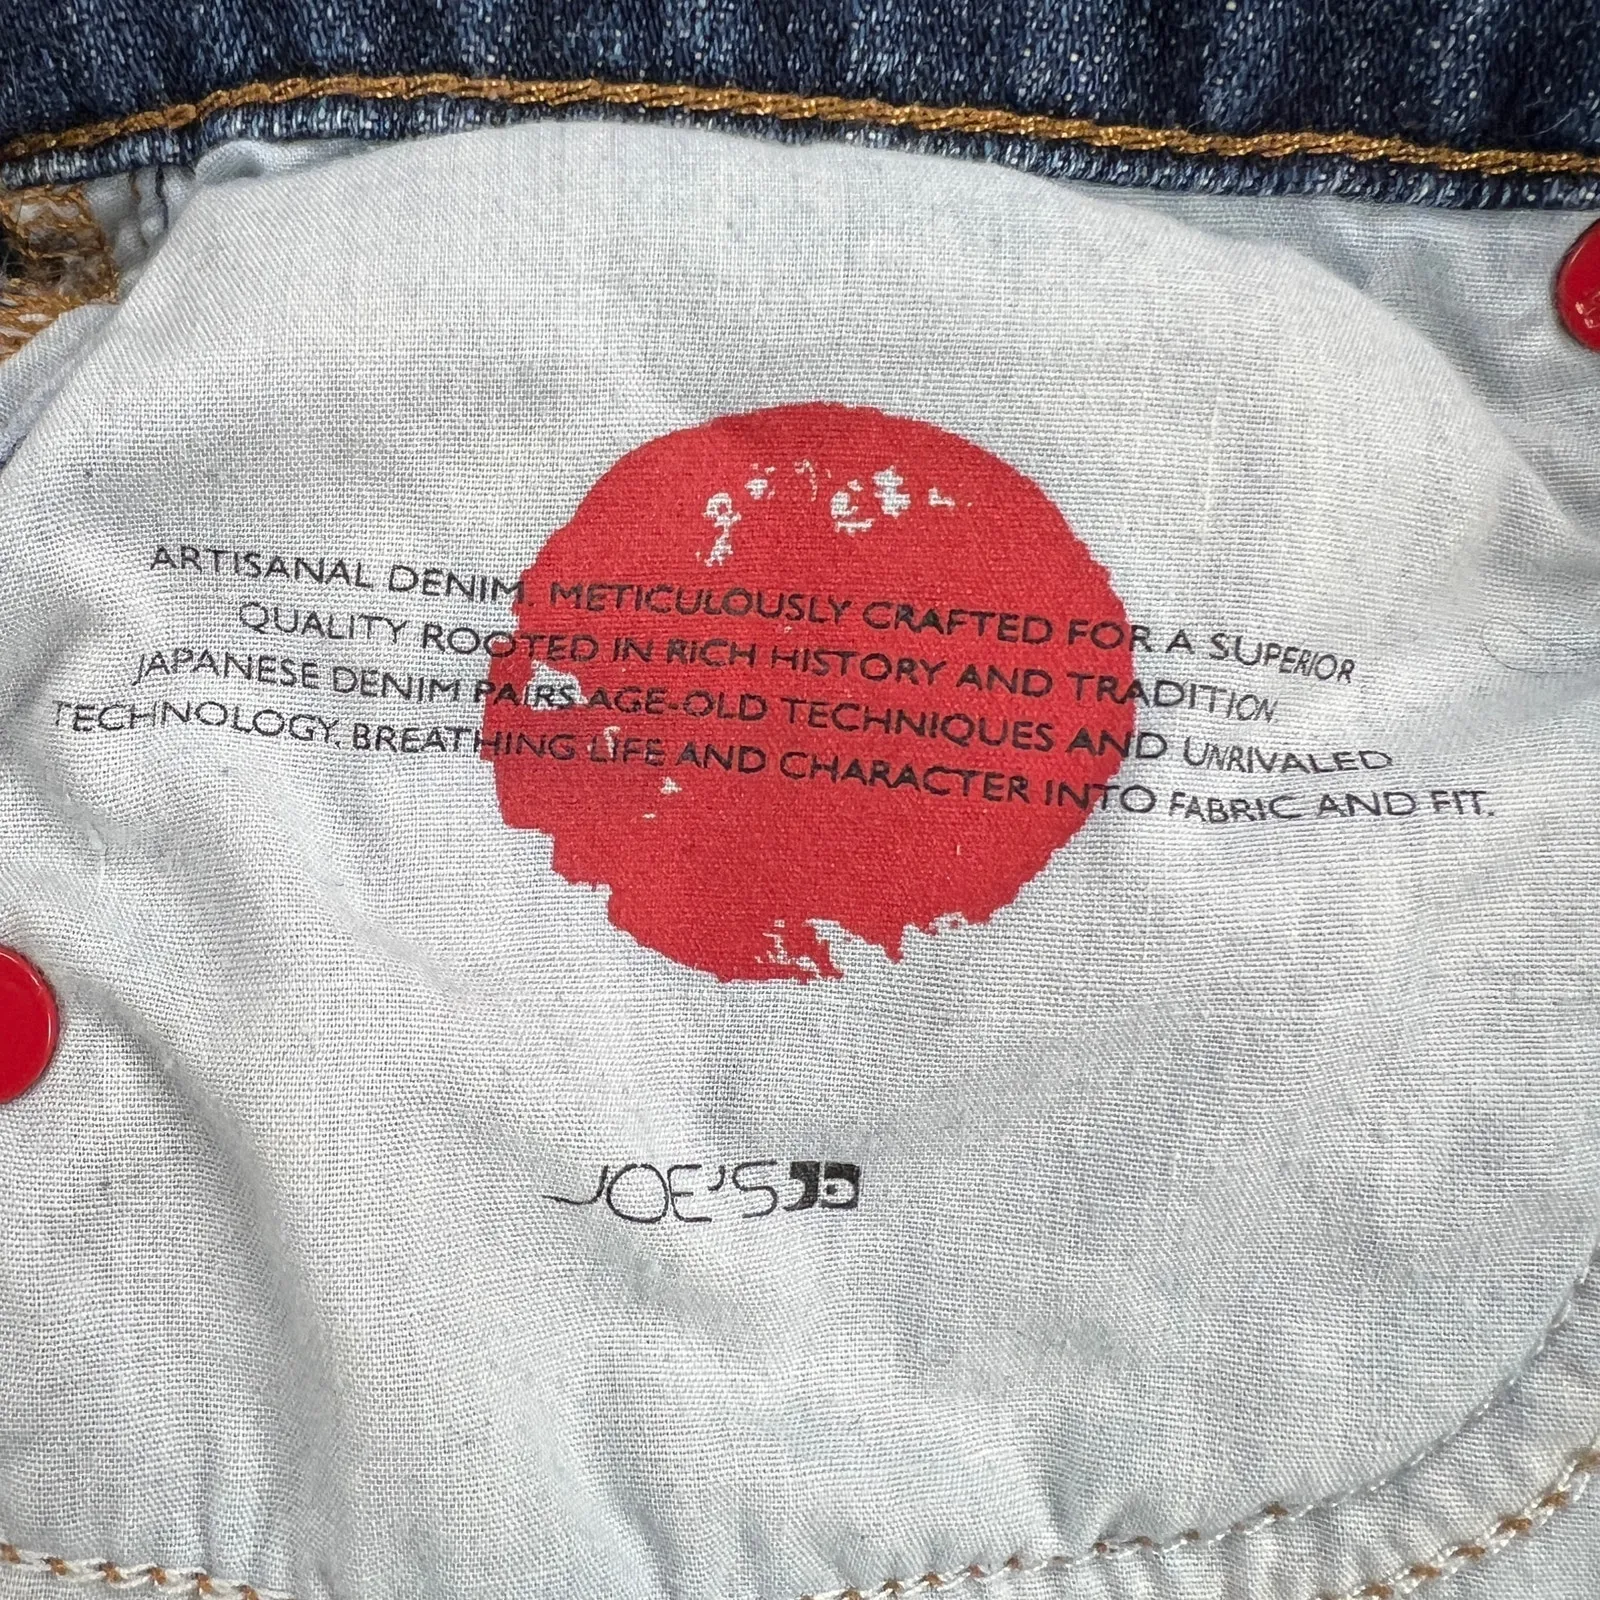 ARTISANAL DENIM. METICULOUSLY CRAFTED FOR A SUPERIOR
QUALITY ROOTED IN RICH HISTORY AND TRADITION.
JAPANESE DENIM PAIRS AGE-OLD TECHNIQUES AND UNRIVALED
TECHNOLOGY, BREATHING LIFE AND CHARACTER INTO FABRIC AND FIT.
JOE'S